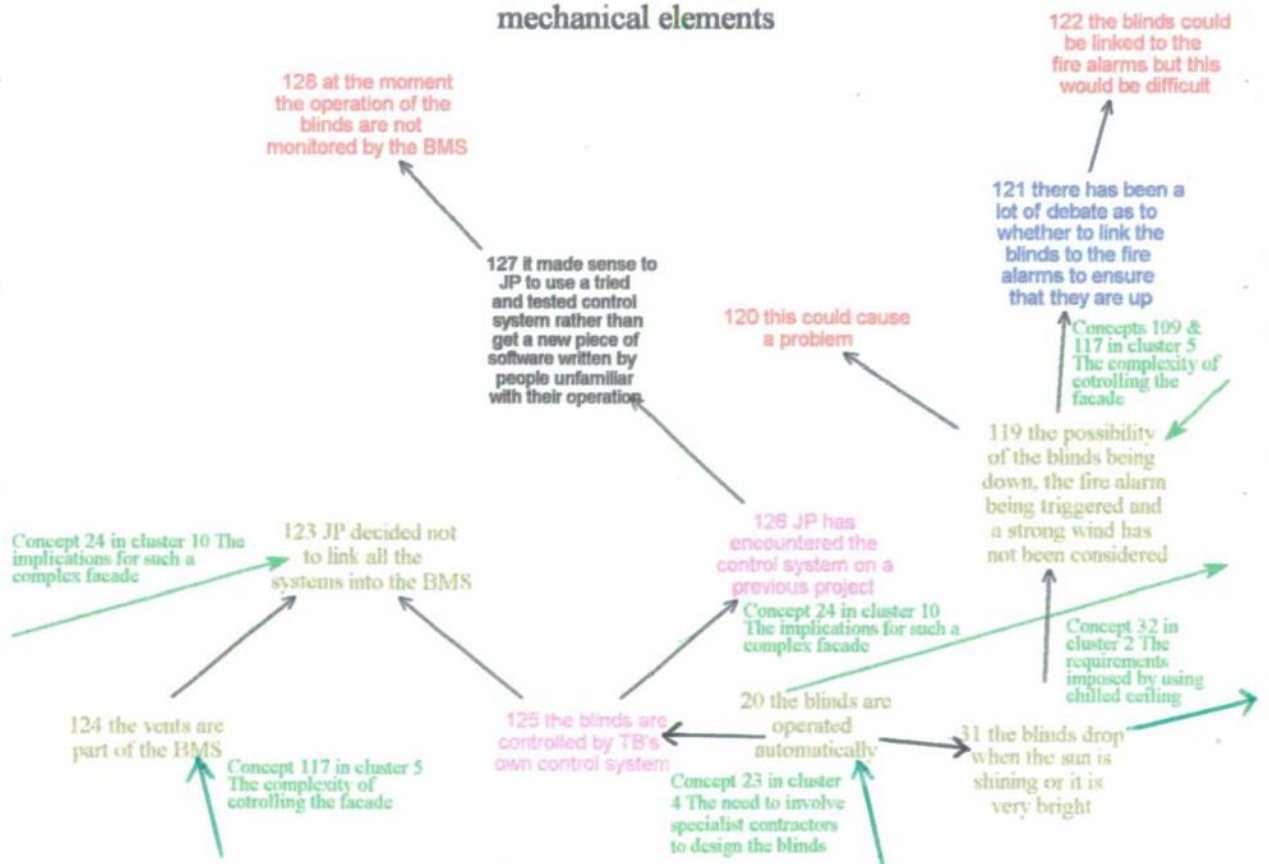 mechanical elements
122 the blinds could
be linked to the
fire alarms but this
would be difficult
128 at the moment
the operation of the
blinds are not
monitored by the BMS
121 there has been a
lot of debate as to
whether to link the
blinds to the fire
alarms to ensure
that they are up
127 it made sense to
JP to use a tried
and tested control
system rather than
get a new piece of
software written by
people unfamiliar
with their operation
120 this could cause
a problem
Concepts 109 &
117 in cluster 5
The complexity of
cotrolling the
facade
119 the possibility
of the blinds being
down, the fire alarm
being triggered and
a strong wind has
not been considered
126 JP has
encountered the
control system on a
previous project
123 JP decided not
to link all the
systems into the BMS
Concept 24 in cluster 10 The
implications for such a
complex facade
Concept 24 in cluster 10
The implications for such a
complex facade
Concept 32 in
cluster 2 The
requirements
imposed by using
chilled ceiling
124 the vents are
part of the BMS
125 the blinds are
controlled by TB's
own control system
20 the blinds are
operated
automatically
31 the blinds drop
when the sun is
shining or it is
very bright
Concept 117 in cluster 5
The complexity of
cotrolling the facade
Concept 23 in cluster
4 The need to involve
specialist contractors
to design the blinds